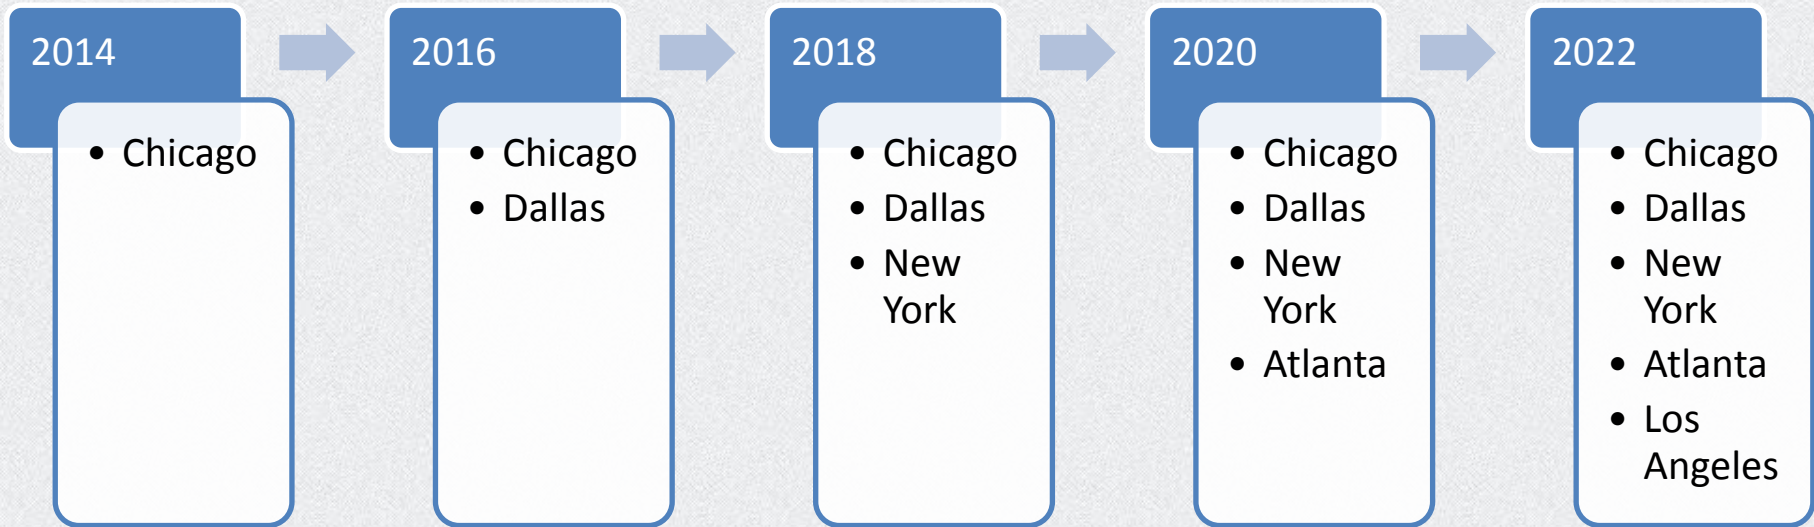 2014
• Chicago
2016
• Chicago
• Dallas
2018
• Chicago
• Dallas
• New
York
2020
• Chicago
• Dallas
• New
York
• Atlanta
2022
• Chicago
• Dallas
• New
York
• Atlanta
• Los
Angeles